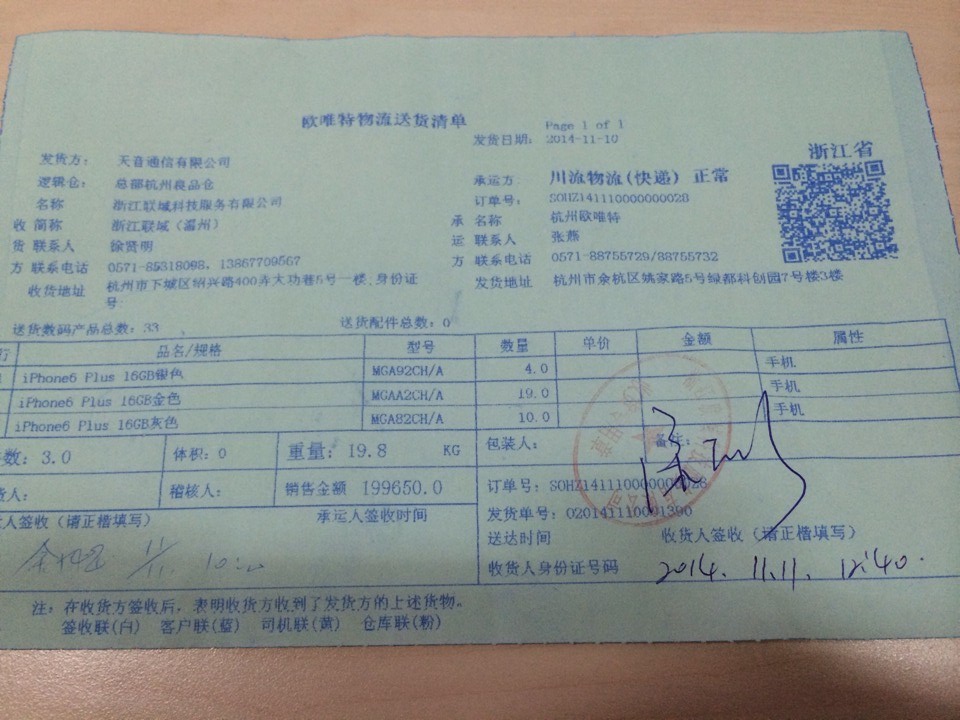 欧唯特物流送货清单
Page 1 of 1
发货日期: 2014-11-10
浙江省
发货方: 天音通信有限公司
逻辑仓: 总部杭州良品仓
承运方: 川流物流(快递) 正常
订单号: SOHZ141110000000028
收 名称 浙江联域科技服务有限公司
简称 浙江联域(温州)
承 名称 杭州欧唯特
货 联系人 徐贤明
运 联系人 张燕
方 联系电话 0571-85318098, 13867709567
方 联系电话 0571-88755729/88755732
收货地址 杭州市下城区绍兴路400弄大功巷5号一楼;身份证号:
发货地址 杭州市余杭区姚家路5号绿都科创园7号楼3楼
送货数码产品总数: 33 送货配件总数: 0
行 品名/规格 型号 数量 单价 金额 属性
iPhone6 Plus 16GB银色 MGA92CH/A 4.0 手机
iPhone6 Plus 16GB金色 MGAA2CH/A 19.0 手机
iPhone6 Plus 16GB灰色 MGA82CH/A 10.0 手机
数: 3.0 体积: 0 重量: 19.8 KG 包装人: 备注:
人: 稽核人: 销售金额 199650.0
订单号: SOHZ141110000000028
发货单号: 020141110001390
人签收(请正楷填写) 承运人签收时间
送达时间 收货人签收(请正楷填写)
11/11
收货人身份证号码 2014. 11.11. 12:40.
注: 在收货方签收后, 表明收货方收到了发货方的上述货物。
签收联(白) 客户联(蓝) 司机联(黄) 仓库联(粉)